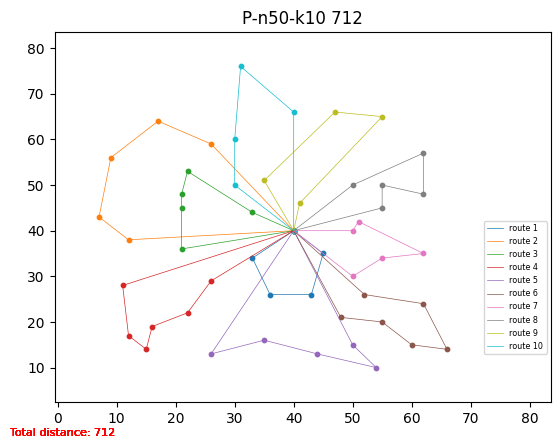 P-n50-k10 712
80
70
60
50
40
30
20
10
0 10 20 30 40 50 60 70 80
route 1
route 2
route 3
route 4
route 5
route 6
route 7
route 8
route 9
route 10
Total distance: 712